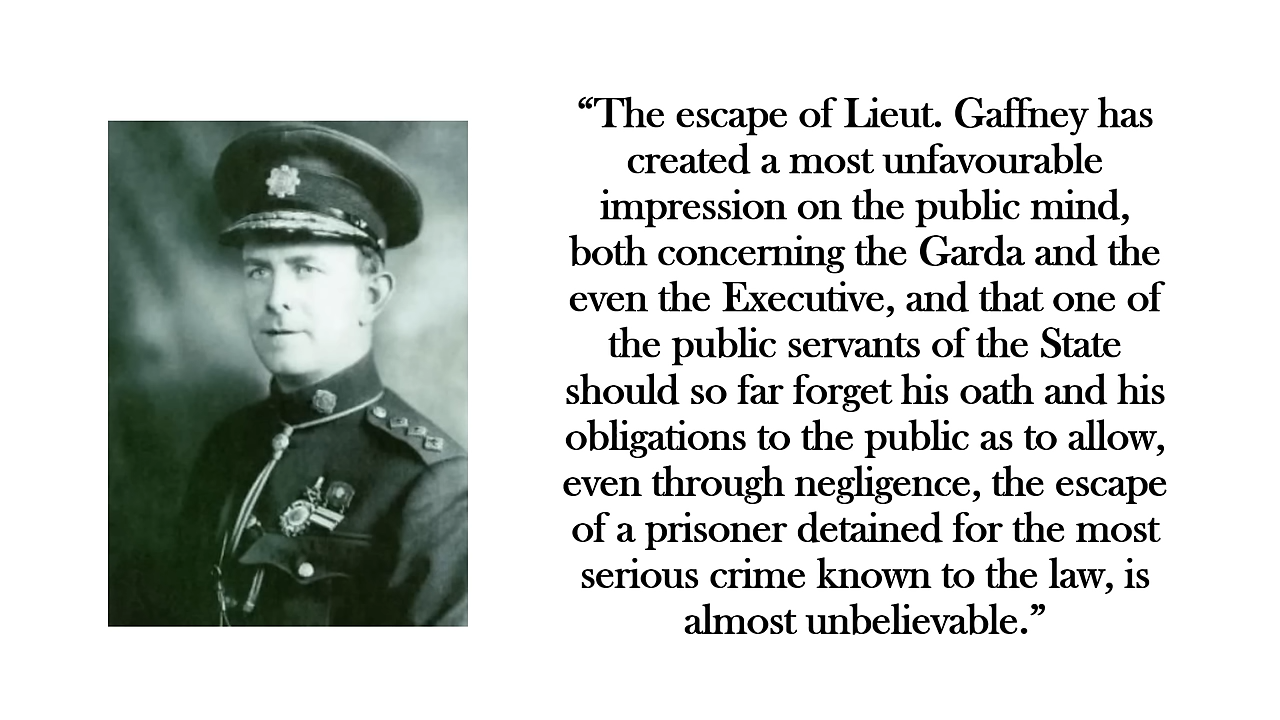 “The escape of Lieut. Gaffney has
created a most unfavourable
impression on the public mind,
both concerning the Garda and the
even the Executive, and that one of
the public servants of the State
should so far forget his oath and his
obligations to the public as to allow,
even through negligence, the escape
of a prisoner detained for the most
serious crime known to the law, is
almost unbelievable.”